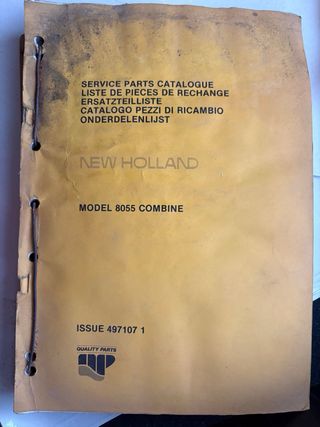 SERVICE PARTS CATALOGUE
LISTE DE PIECES DE RECHANGE
ERSATZTEILLISTE
CATALOGO PEZZI DI RICAMBIO
ONDERDELENLIJST
NEW HOLLAND
MODEL 8055 COMBINE
ISSUE 497107 1
QUALITY PARTS